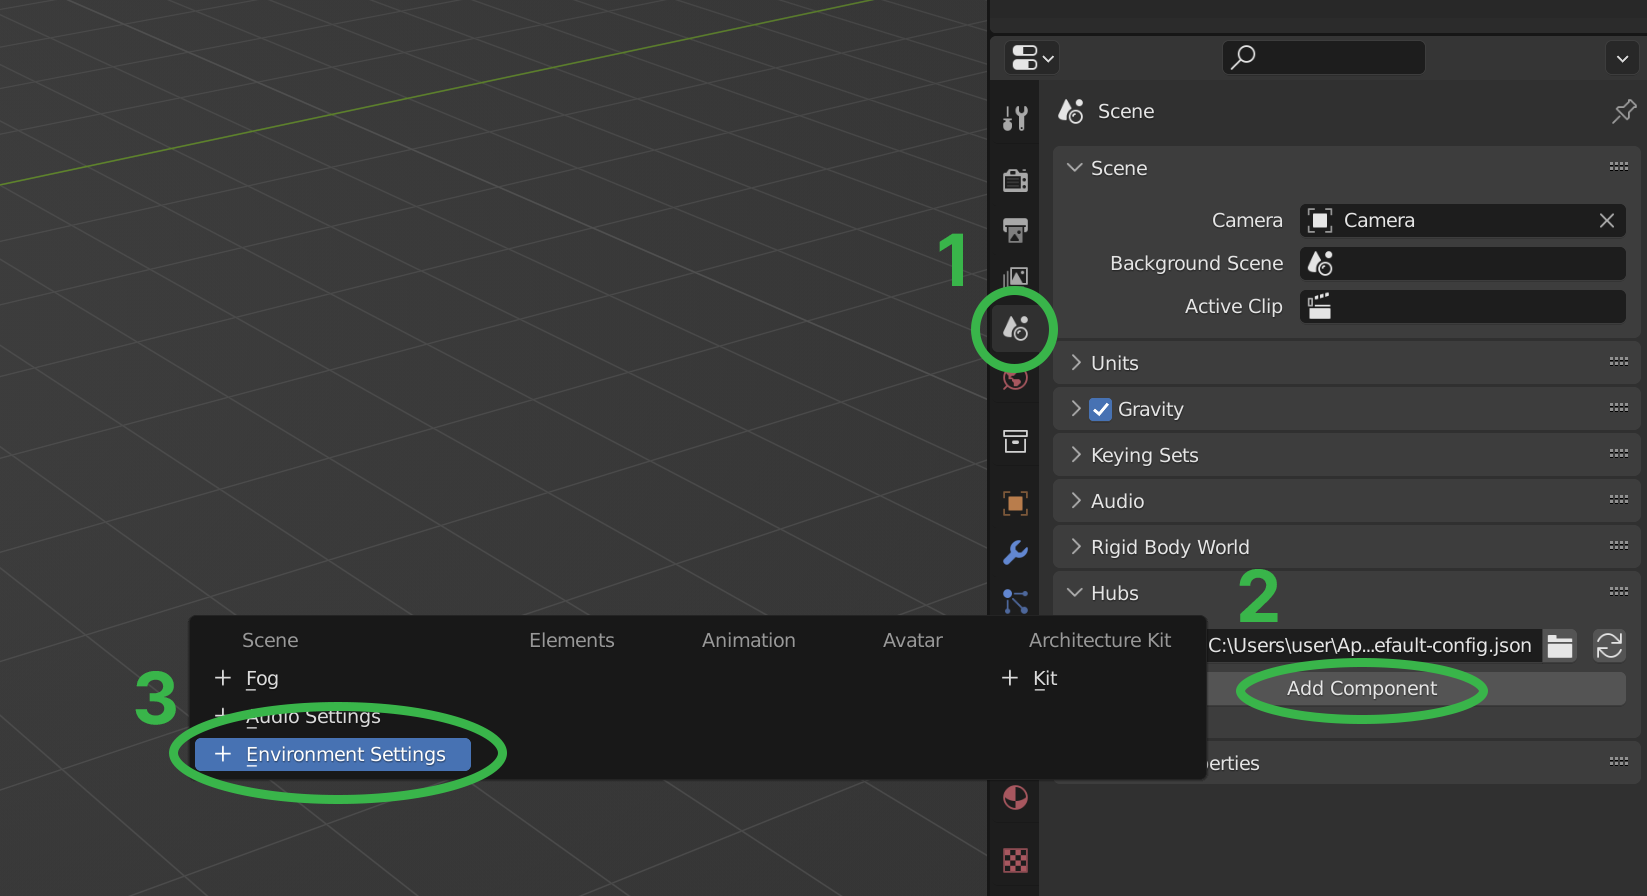 Scene
Scene
Camera
Camera
Background Scene
Active Clip
1
Units
Gravity
Keying Sets
Audio
Rigid Body World
Hubs
2
C:\Users\user\Ap...efault-config.json
Add Component
erties
Scene
Elements
Animation
Avatar
Architecture Kit
+ Fog
+ Kit
+ Audio Settings
+ Environment Settings
3